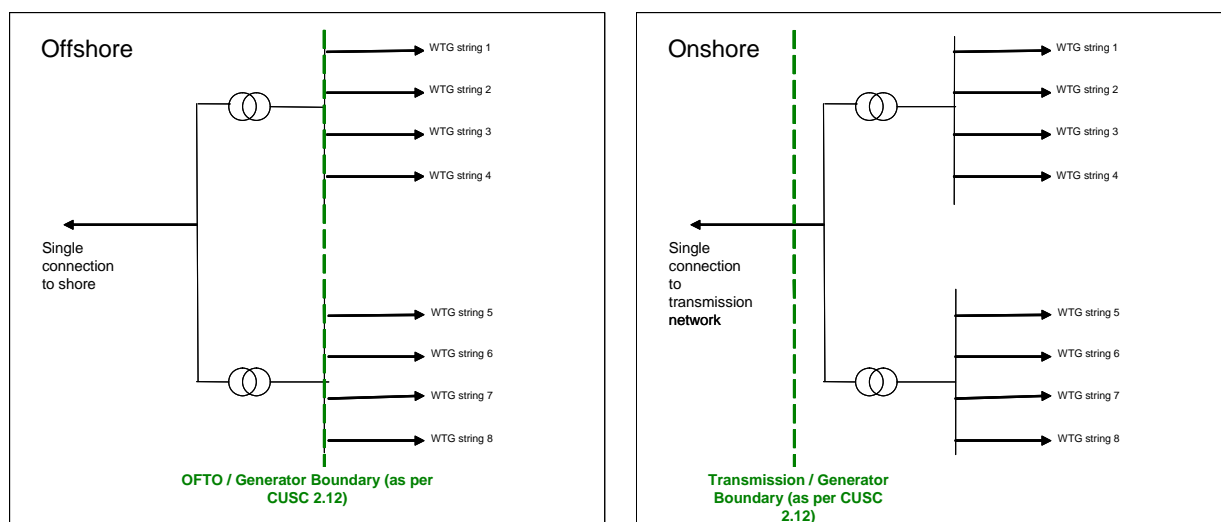 Offshore
WTG string 1
WTG string 2
WTG string 3
WTG string 4
Single
connection
to shore
WTG string 5
WTG string 6
WTG string 7
WTG string 8
OFTO / Generator Boundary (as per
CUSC 2.12)
Onshore
WTG string 1
WTG string 2
WTG string 3
WTG string 4
Single
connection
to
transmission
network
WTG string 5
WTG string 6
WTG string 7
WTG string 8
Transmission / Generator
Boundary (as per CUSC
2.12)